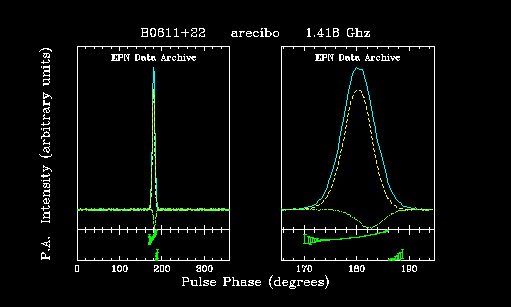 B0611+22 arecibo 1.418 Ghz
EPN Data Archive EPN Data Archive
P.A. Intensity (arbitrary units)
0 100 200 300 170 180 190
Pulse Phase (degrees)